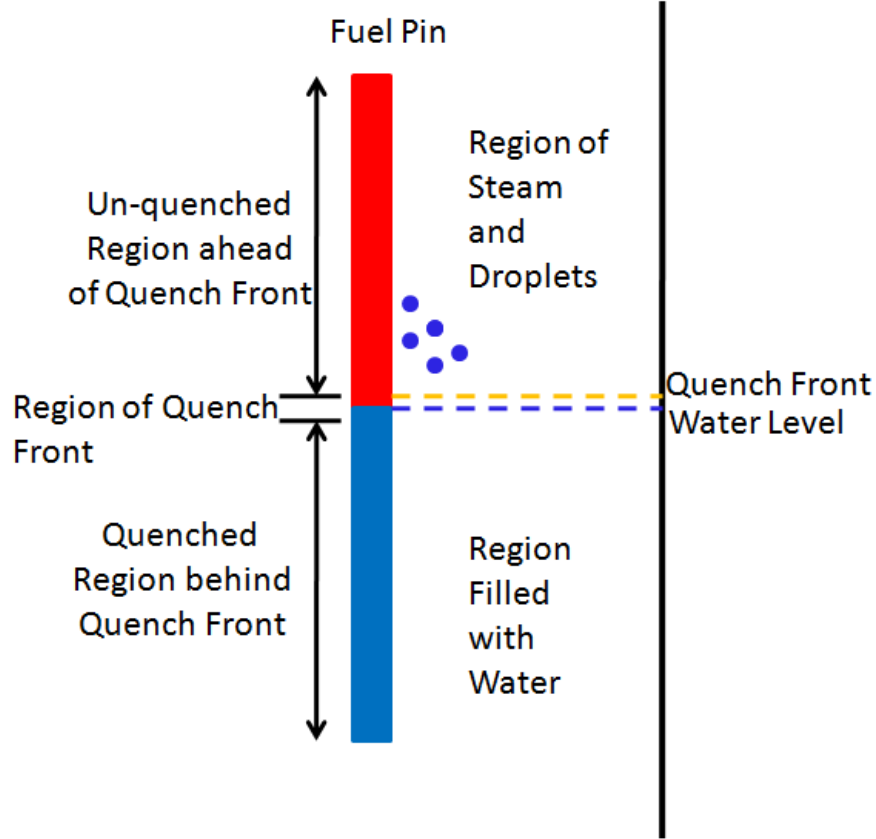 Fuel Pin
Region of
Steam
and
Droplets
Un-quenched
Region ahead
of Quench Front
Quench Front
Water Level
Region of Quench
Front
Quenched
Region behind
Quench Front
Region
Filled
with
Water